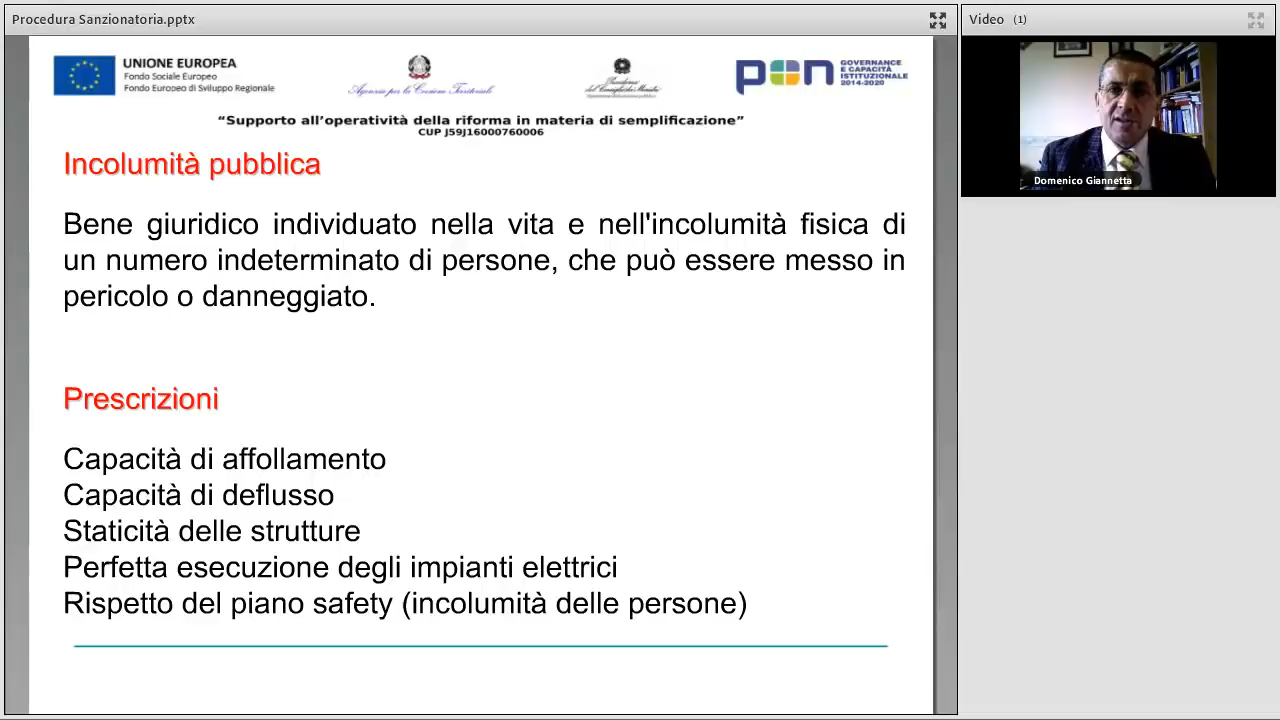 Procedura Sanzionatoria.pptx
Video (1)
UNIONE EUROPEA
Fondo Sociale Europeo
Fondo Europeo di Sviluppo Regionale
Agenzia per la Coesione Territoriale
Presidenza
del Consiglio dei Ministri
pon
GOVERNANCE
E CAPACITÀ
ISTITUZIONALE
2014-2020
“Supporto all’operatività della riforma in materia di semplificazione”
CUP J59J16000760006
Incolumità pubblica
Bene giuridico individuato nella vita e nell'incolumità fisica di
un numero indeterminato di persone, che può essere messo in
pericolo o danneggiato.
Prescrizioni
Capacità di affollamento
Capacità di deflusso
Staticità delle strutture
Perfetta esecuzione degli impianti elettrici
Rispetto del piano safety (incolumità delle persone)
Domenico Giannetta